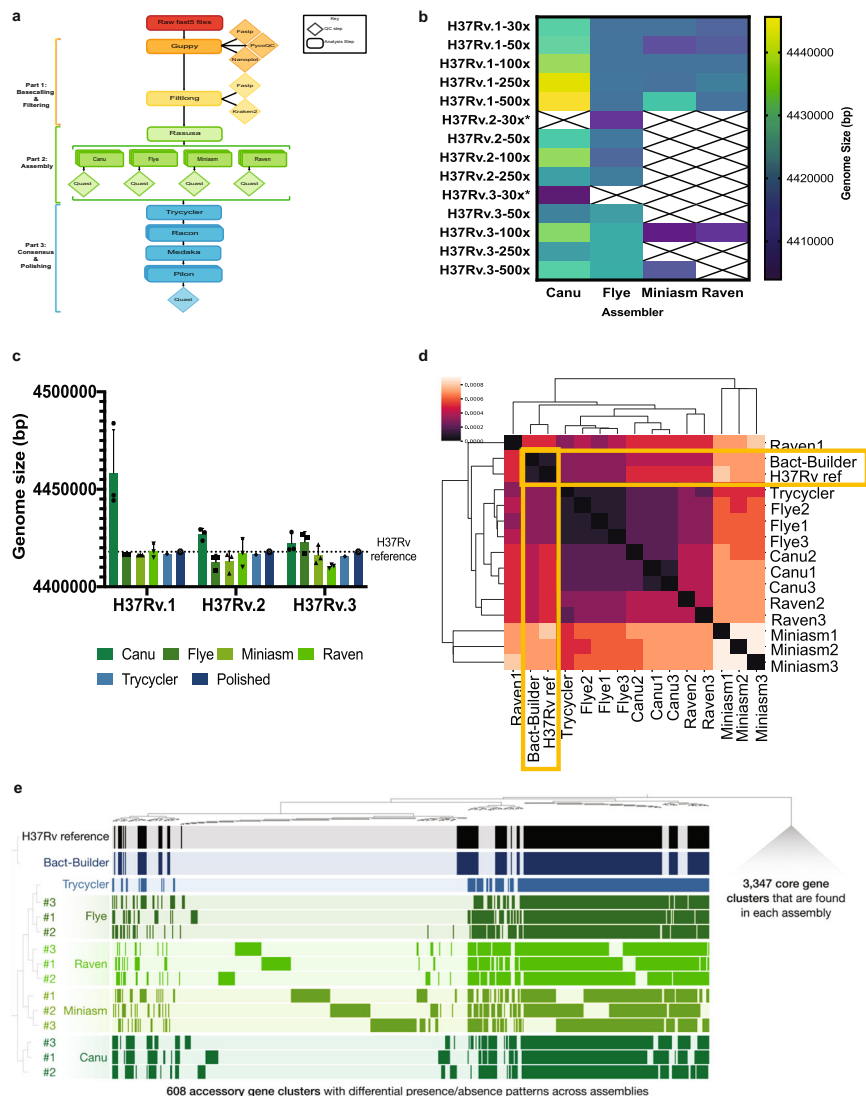 a
Raw fast5 files
Guppy
Fastp
PycoQC
Nanoplot
Key
QC step
Analysis Step
Part 1:
Basecalling
&
Filtering
Filtlong
Fastp
Kraken2
Rasusa
Part 2:
Assembly
Canu
Flye
Miniasm
Raven
Quast
Quast
Quast
Quast
Part 3:
Consensus
&
Polishing
Trycycler
Racon
Medaka
Pilon
Quast
b
H37Rv.1-30x
H37Rv.1-50x
H37Rv.1-100x
H37Rv.1-250x
H37Rv.1-500x
H37Rv.2-30x*
H37Rv.2-50x
H37Rv.2-100x
H37Rv.2-250x
H37Rv.3-30x*
H37Rv.3-50x
H37Rv.3-100x
H37Rv.3-250x
H37Rv.3-500x
Canu Flye Miniasm Raven
Assembler
4440000
4430000
4420000
4410000
Genome Size (bp)
c
4500000
4450000
4400000
Genome size (bp)
H37Rv
reference
H37Rv.1 H37Rv.2 H37Rv.3
Canu Flye Miniasm Raven
Trycycler Polished
d
0.0008
0.0006
0.0004
0.0002
0.0000
Raven1
Bact-Builder
H37Rv ref
Trycycler
Flye2
Flye1
Flye3
Canu2
Canu1
Canu3
Raven2
Raven3
Miniasm1
Miniasm2
Miniasm3
Raven1
Bact-Builder
H37Rv ref
Trycycler
Flye2
Flye1
Flye3
Canu2
Canu1
Canu3
Raven2
Raven3
Miniasm1
Miniasm2
Miniasm3
e
H37Rv reference
Bact-Builder
Trycycler
#3
#1 Flye
#2
#3
#1 Raven
#2
#1
#2 Miniasm
#3
#3
#1 Canu
#2
3,347 core gene
clusters that are found
in each assembly
608 accessory gene clusters with differential presence/absence patterns across assemblies